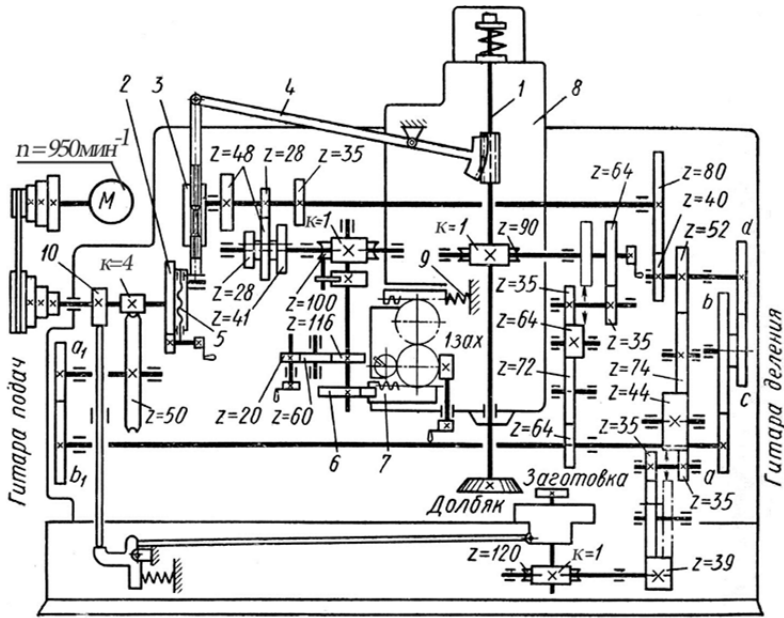 1
8
2
3
4
n=950мин⁻¹
М
z=48
z=28
z=35
z=64
z=80
z=40
z=52
d
10
к=4
к=1
к=1
z=90
9
z=28
z=41
z=100
5
z=35
b
a₁
z=116
1зах
z=64
z=35
z=50
z=20
z=60
z=72
z=74
z=44
c
6
7
z=64
z=35
a
b₁
Гитара подач
Гитара деления
Долбяк
Заготовка
z=35
z=120
к=1
z=39